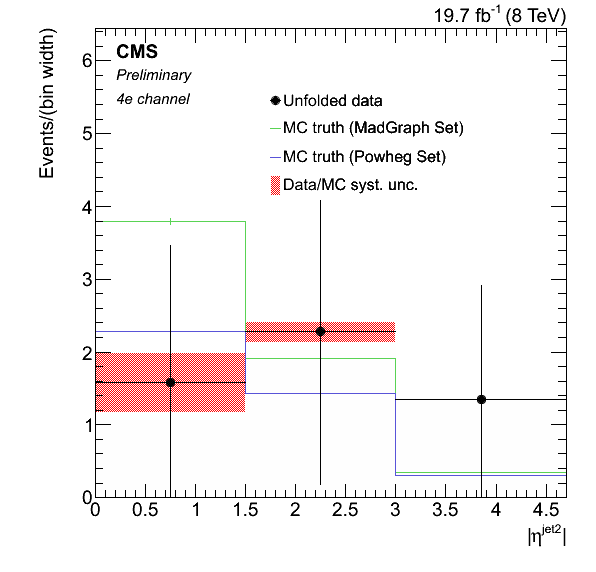 19.7 fb⁻¹ (8 TeV)
Events/(bin width)
CMS
Preliminary
4e channel
Unfolded data
MC truth (MadGraph Set)
MC truth (Powheg Set)
Data/MC syst. unc.
6
5
4
3
2
1
0
0 0.5 1 1.5 2 2.5 3 3.5 4 4.5
|η^jet2|